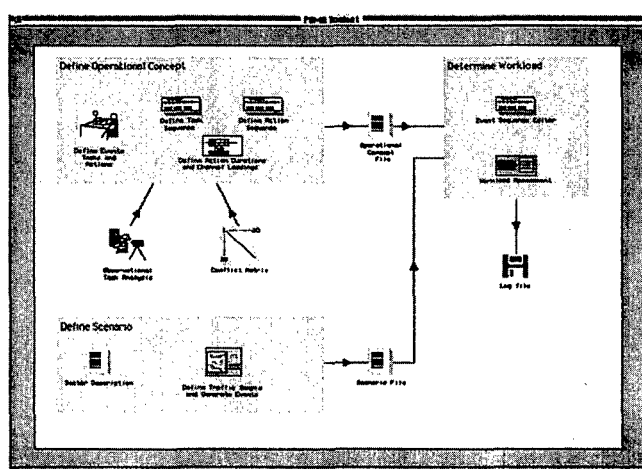 Define Operational Concept
Define Events
Tasks and
Actions
Define Task
Sequence
Define Action
Sequence
Define Action Durations
and Channel Loadings
Operational
Concept
File
Determine Workload
Event Sequence Editor
Workload Assessment
Observational
Task Analysis
Conflict Matrix
Log file
Define Scenario
Sector Description
Define Traffic Sample
and Generate Events
Scenario File